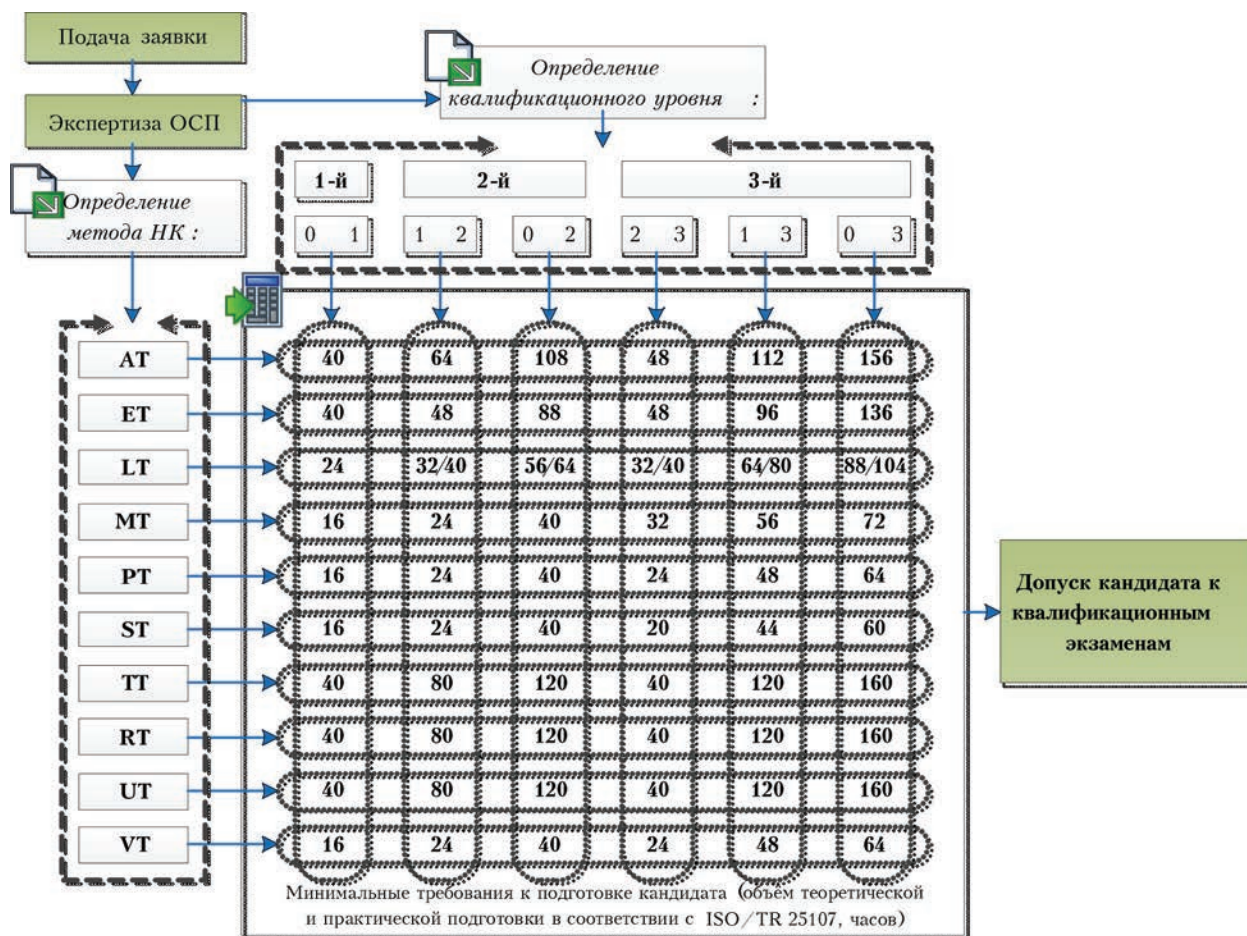 Подача заявки
Экспертиза ОСП
Определение
метода НК :
Определение
квалификационного уровня :
1-й 2-й 3-й
0 1 1 2 0 2 2 3 1 3 0 3
AT 40 64 108 48 112 156
ET 40 48 88 48 96 136
LT 24 32/40 56/64 32/40 64/80 88/104
MT 16 24 40 32 56 72
PT 16 24 40 24 48 64
ST 16 24 40 20 44 60
TT 40 80 120 40 120 160
RT 40 80 120 40 120 160
UT 40 80 120 40 120 160
VT 16 24 40 24 48 64
Минимальные требования к подготовке кандидата (объем теоретической
и практической подготовки в соответствии с ISO/TR 25107, часов)
Допуск кандидата к
квалификационным
экзаменам